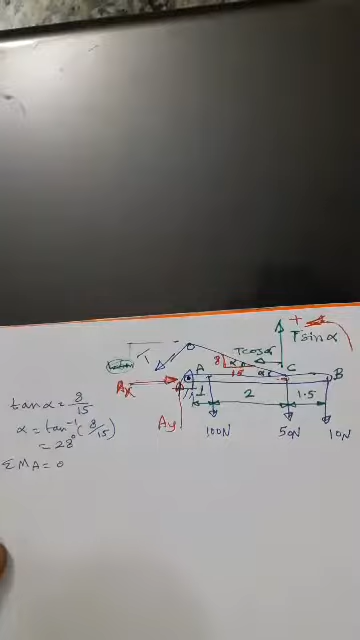 +
T sin α
T cos α
T
8
α
15
A
C
B
Rx
1
2
1.5
Ay
100N
50N
10N
tan α = 8/15
α = tan⁻¹ (8/15)
= 28°
ΣMA = 0